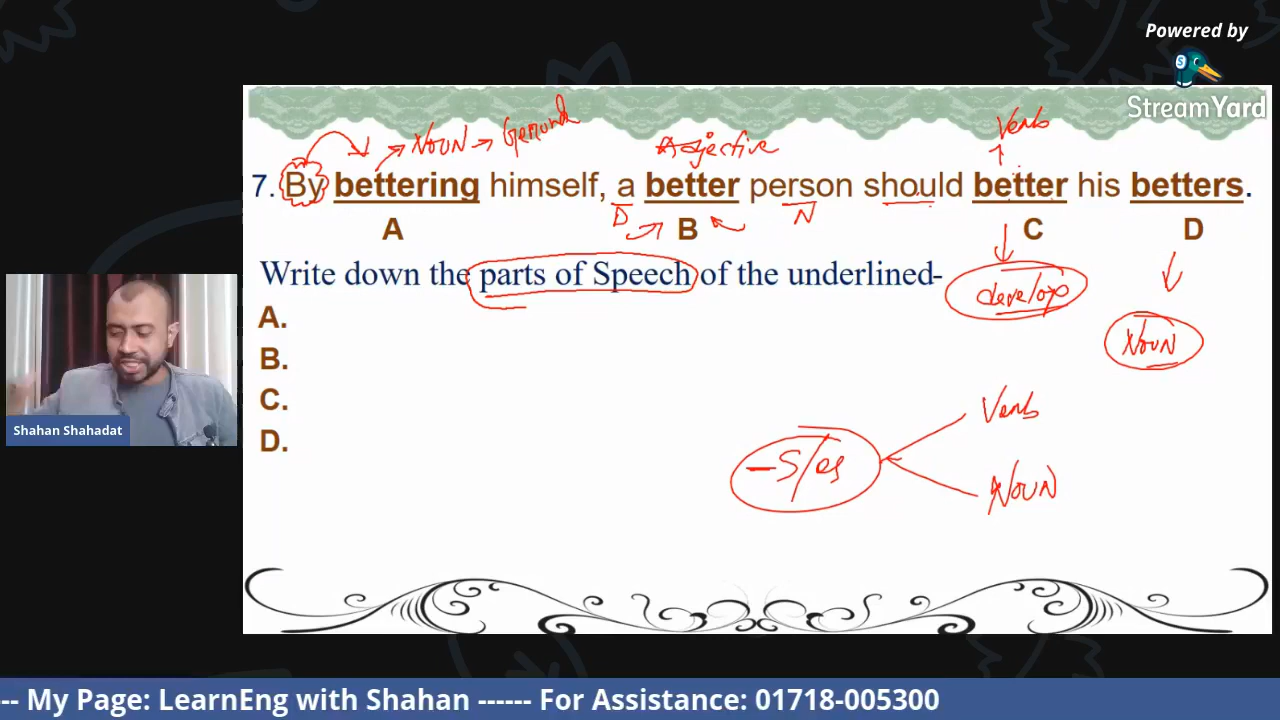 Powered by
StreamYard
Verb
NOUN → Gerund
Adjective
7. By bettering himself, a better person should better his betters.
D
N
A B C D
Write down the parts of Speech of the underlined-
develop
A.
NOUN
B.
C.
Verb
Shahan Shahadat
D.
-S/es
NOUN
-- My Page: LearnEng with Shahan ------ For Assistance: 01718-005300